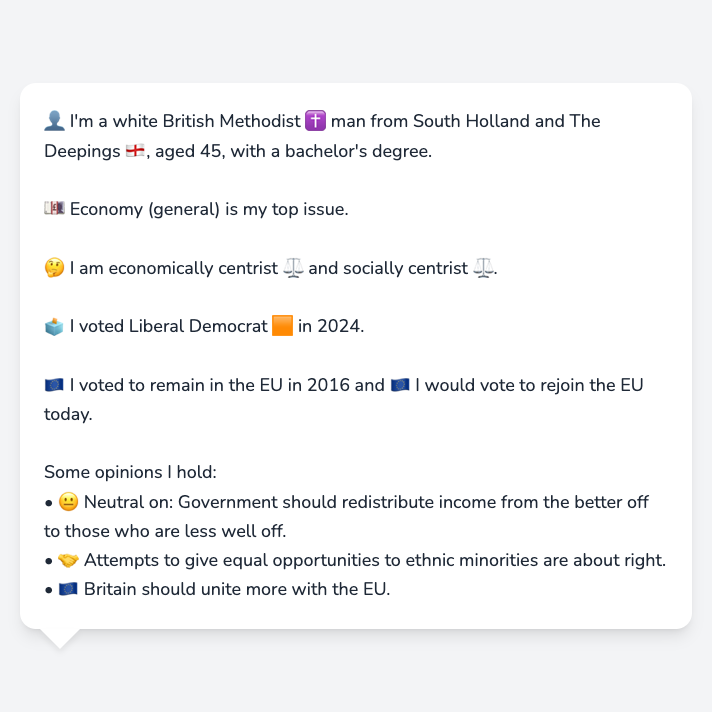 👤 I'm a white British Methodist ✝️ man from South Holland and The
Deepings 🏴󠁧󠁢󠁥󠁮󠁧󠁿, aged 45, with a bachelor's degree.
💷 Economy (general) is my top issue.
🤔 I am economically centrist ⚖️ and socially centrist ⚖️.
🗳️ I voted Liberal Democrat 🟧 in 2024.
🇪🇺 I voted to remain in the EU in 2016 and 🇪🇺 I would vote to rejoin the EU
today.
Some opinions I hold:
• 😐 Neutral on: Government should redistribute income from the better off
to those who are less well off.
• 🤝 Attempts to give equal opportunities to ethnic minorities are about right.
• 🇪🇺 Britain should unite more with the EU.